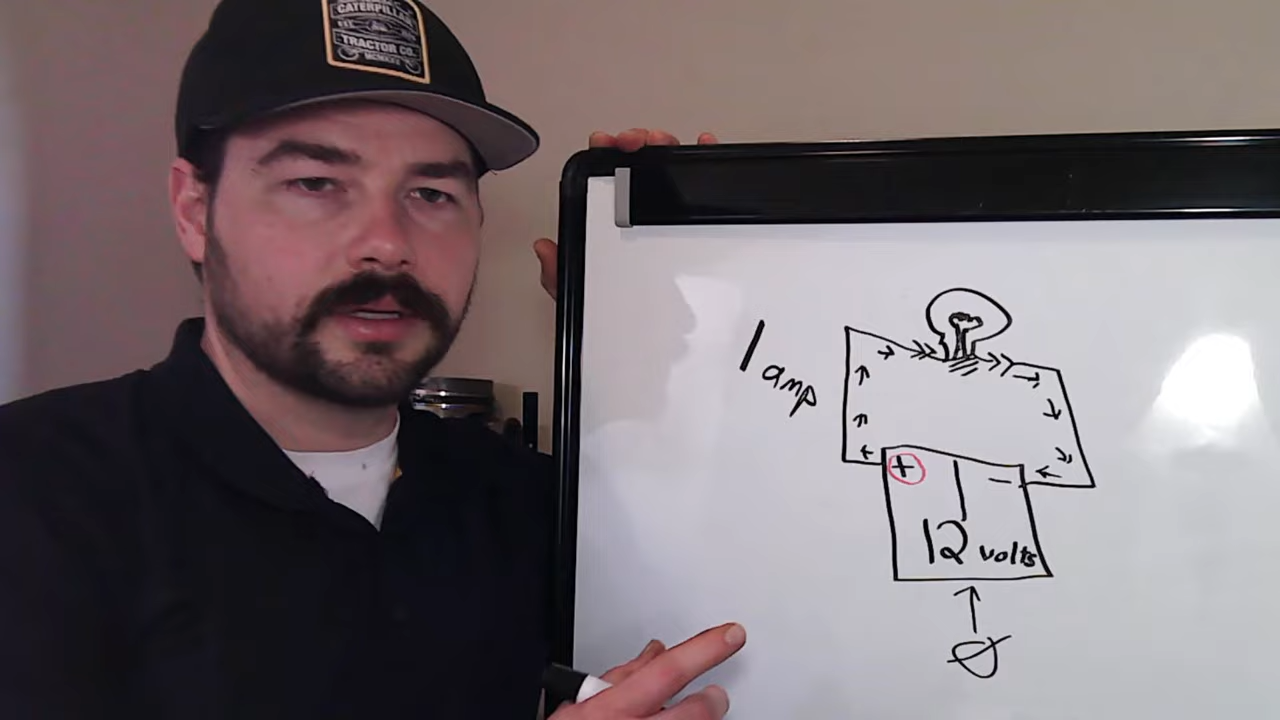 CATERPILLAR
TRACTOR CO.
1 amp
+
−
12 volts